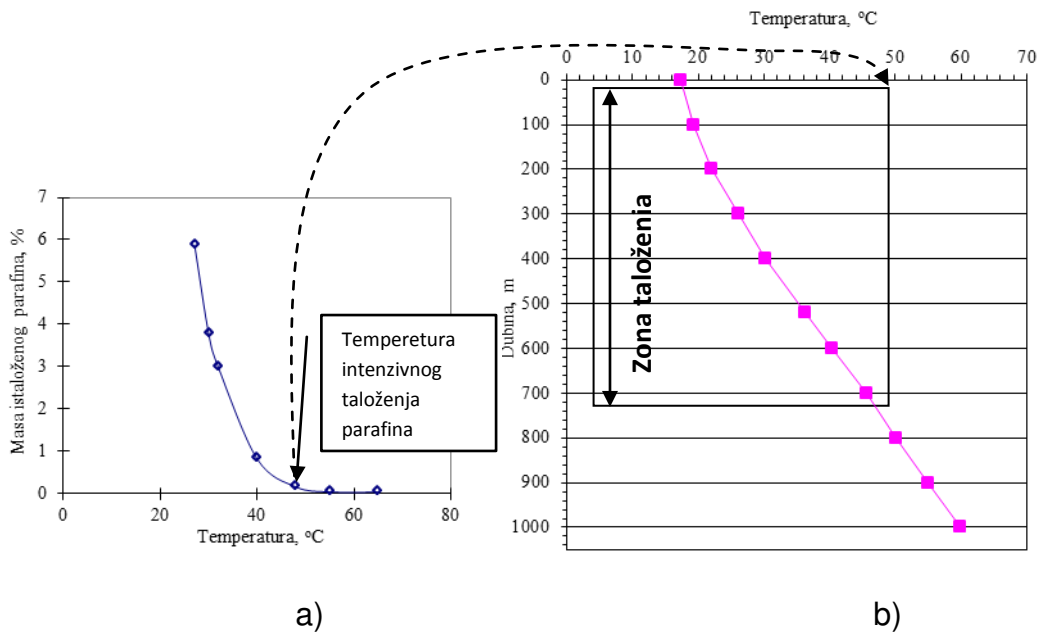 Temperatura, ºC
0 10 20 30 40 50 60 70
0
100
200
300
400
500
600
700
800
900
1000
Dubina, m
Zona taloženia
7
6
5
4
3
2
1
0
Masa istaloženog parafina, %
0 20 40 60 80
Temperatura, ºC
Temperetura
intenzivnog
taloženja
parafina
a)
b)